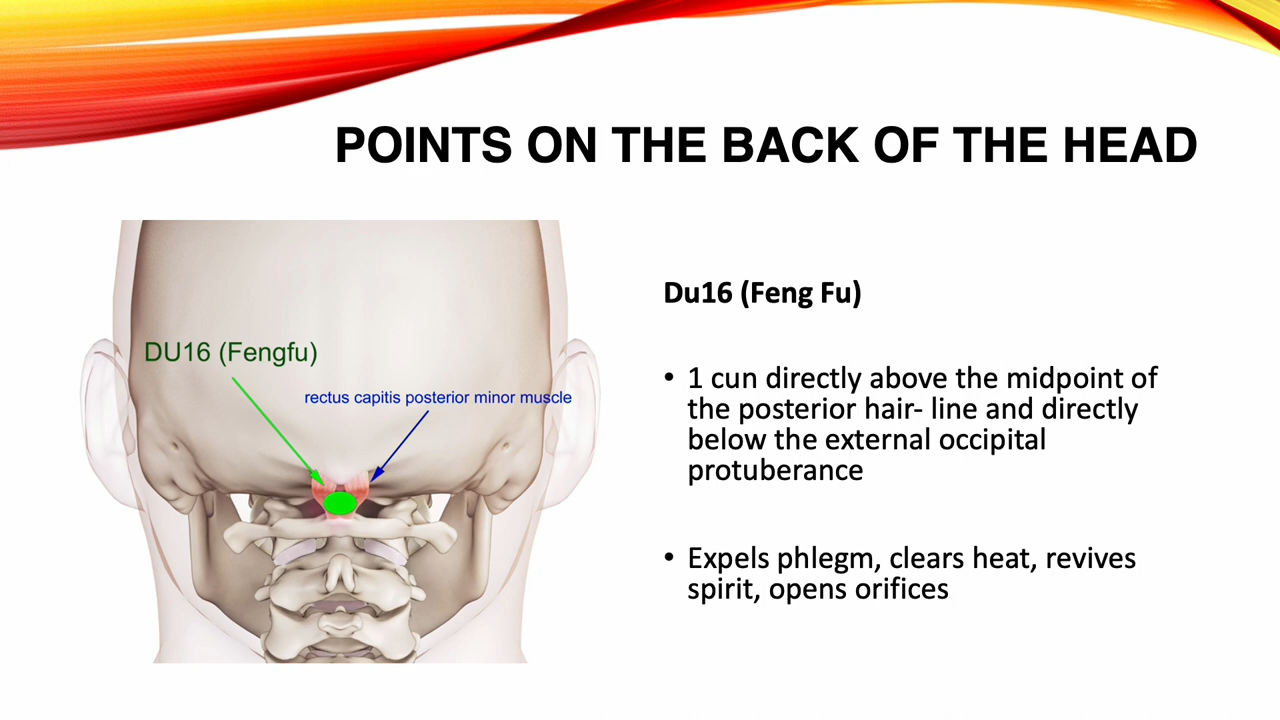 POINTS ON THE BACK OF THE HEAD
DU16 (Fengfu)
rectus capitis posterior minor muscle
Du16 (Feng Fu)
• 1 cun directly above the midpoint of
the posterior hair- line and directly
below the external occipital
protuberance
• Expels phlegm, clears heat, revives
spirit, opens orifices